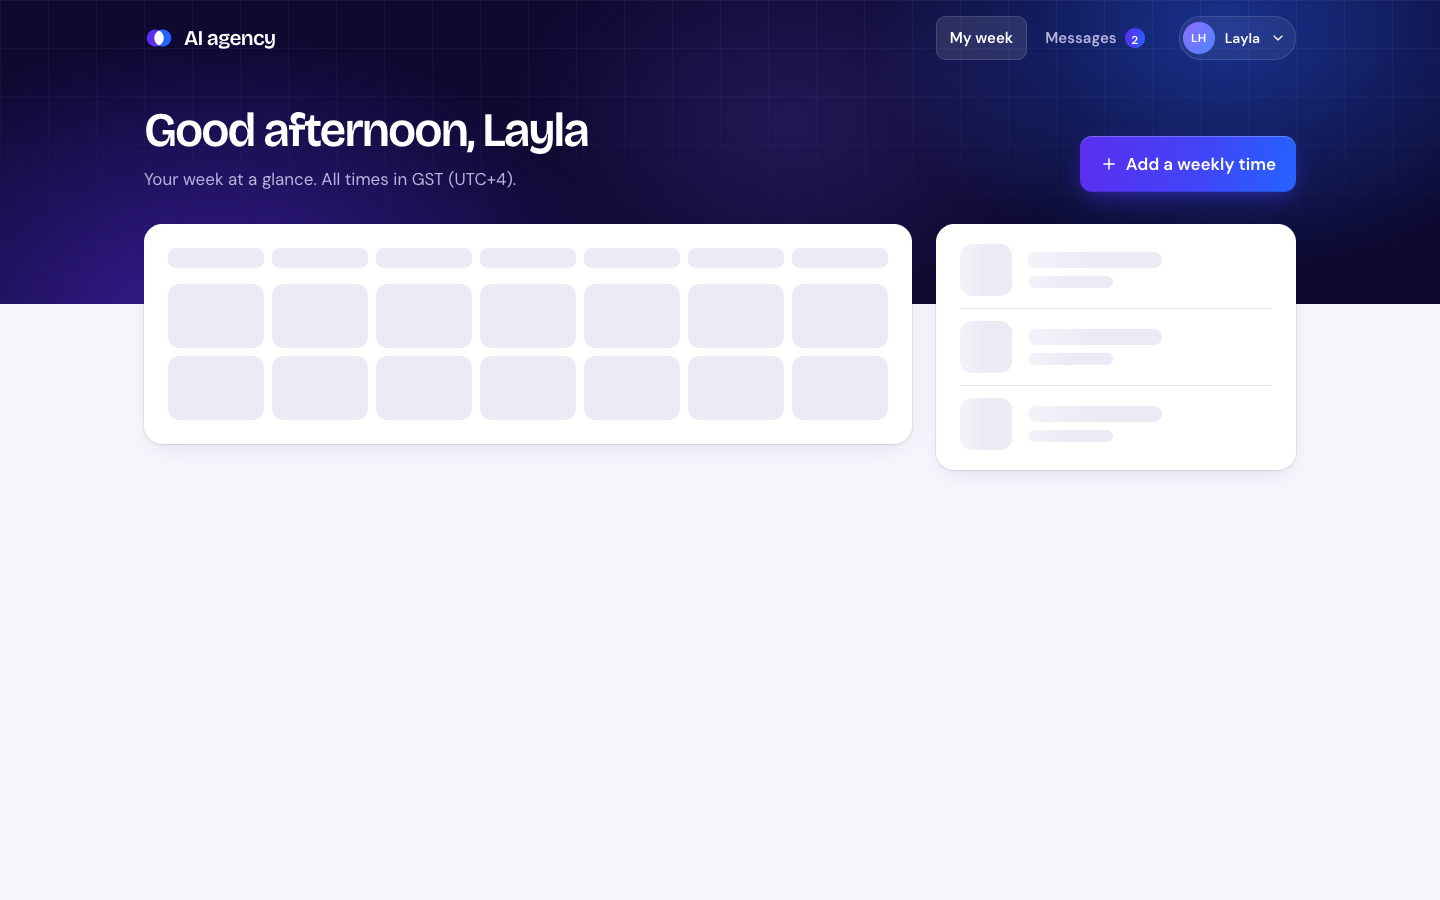 AI agency
My week
Messages 2
LH Layla
Good afternoon, Layla
Your week at a glance. All times in GST (UTC+4).
+ Add a weekly time